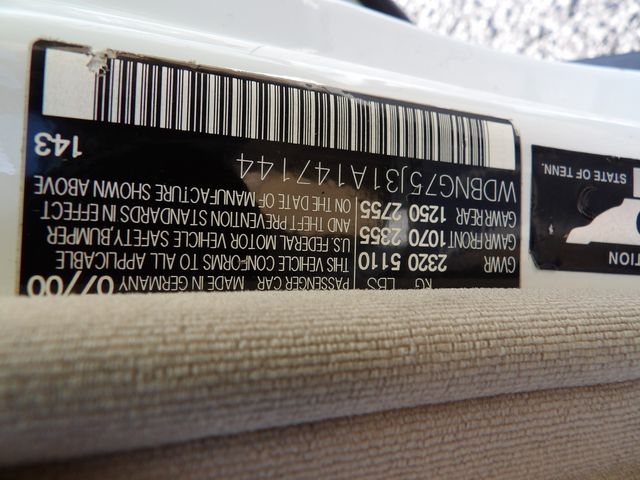 KG LBS PASSENGER CAR MADE IN GERMANY 07/00
GVWR 2320 5110 THIS VEHICLE CONFORMS TO ALL APPLICABLE
GAWR FRONT 1070 2355 U.S. FEDERAL MOTOR VEHICLE SAFETY,BUMPER
GAWR REAR 1250 2755 AND THEFT PREVENTION STANDARDS IN EFFECT
ON THE DATE OF MANUFACTURE SHOWN ABOVE
WDBNG75J31A147144
143
STATE OF TENN.